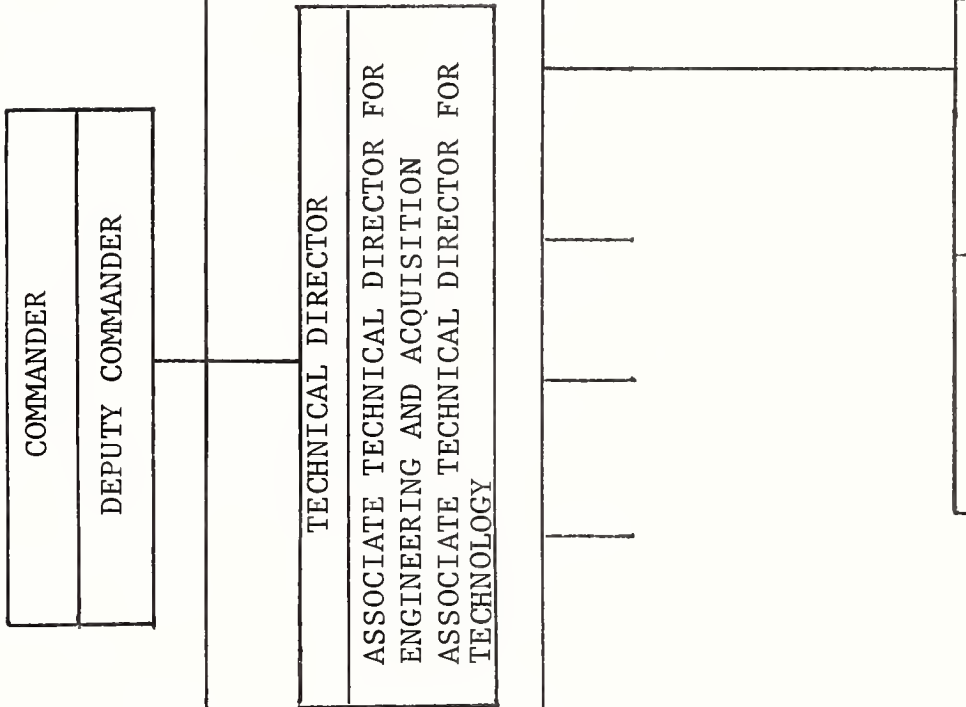 COMMANDER
DEPUTY COMMANDER
TECHNICAL DIRECTOR
ASSOCIATE TECHNICAL DIRECTOR FOR
ENGINEERING AND ACQUISITION
ASSOCIATE TECHNICAL DIRECTOR FOR
TECHNOLOGY